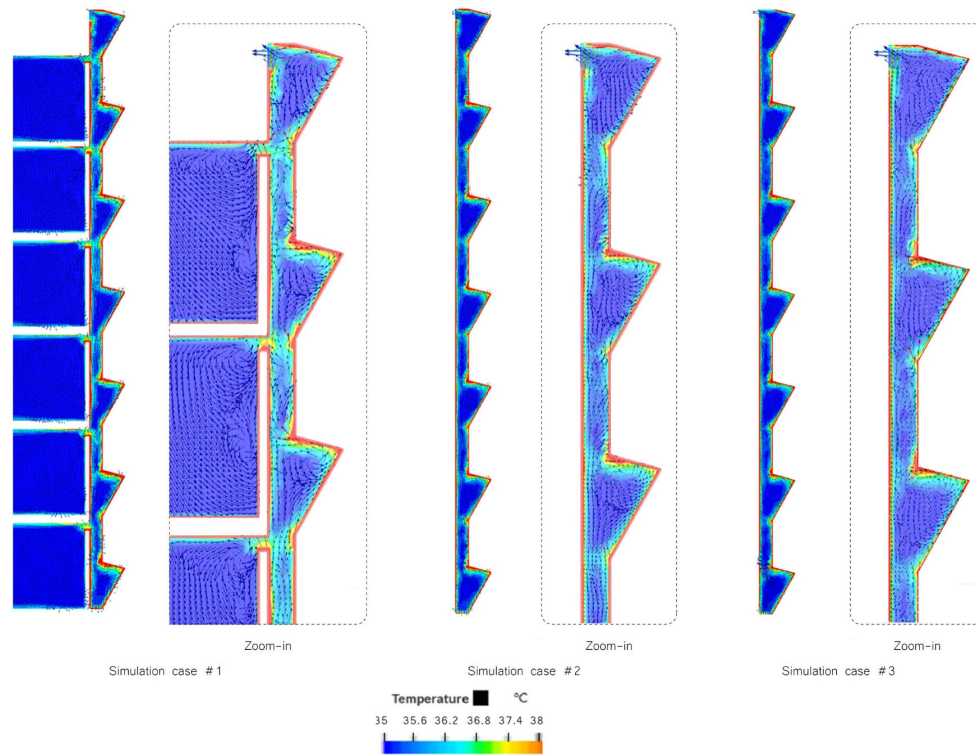 Zoom-in
Zoom-in
Zoom-in
Simulation case #1
Simulation case #2
Simulation case #3
Temperature °C
35 35.6 36.2 36.8 37.4 38